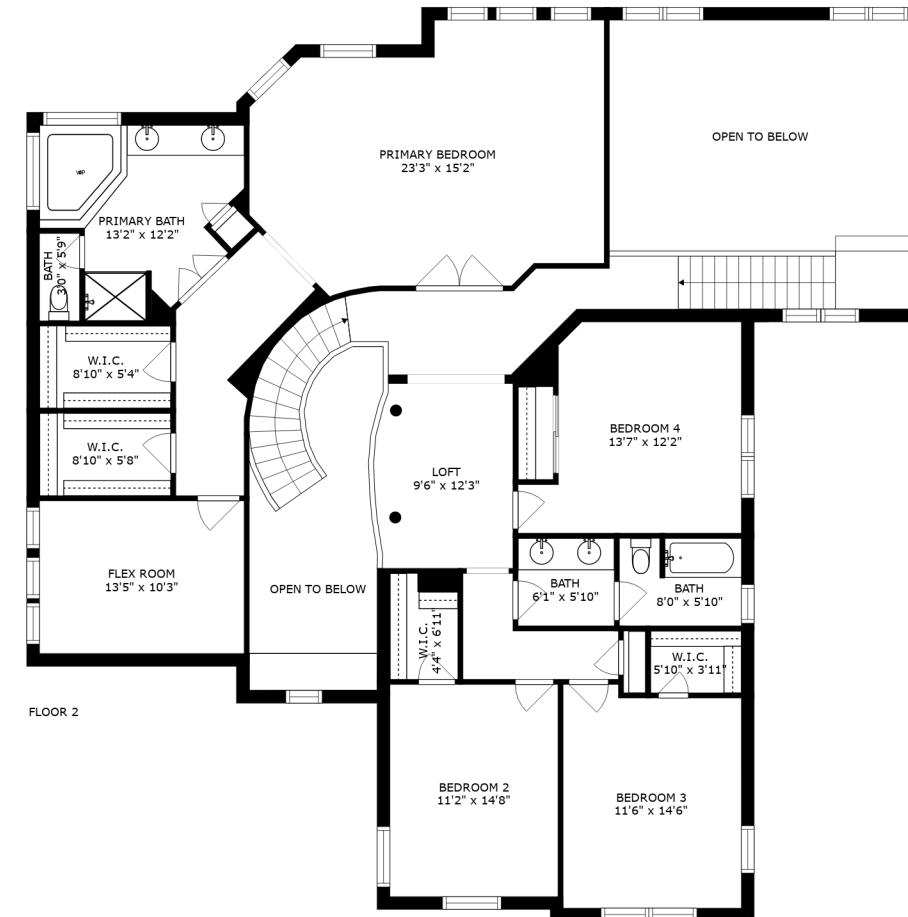 PRIMARY BEDROOM
23'3" x 15'2"
OPEN TO BELOW
PRIMARY BATH
13'2" x 12'2"
BATH
3'0" x 5'9"
W.I.C.
8'10" x 5'4"
W.I.C.
8'10" x 5'8"
BEDROOM 4
13'7" x 12'2"
LOFT
9'6" x 12'3"
FLEX ROOM
13'5" x 10'3"
OPEN TO BELOW
BATH
6'1" x 5'10"
BATH
8'0" x 5'10"
W.I.C.
4'4" x 6'11"
W.I.C.
5'10" x 3'11"
FLOOR 2
BEDROOM 2
11'2" x 14'8"
BEDROOM 3
11'6" x 14'6"